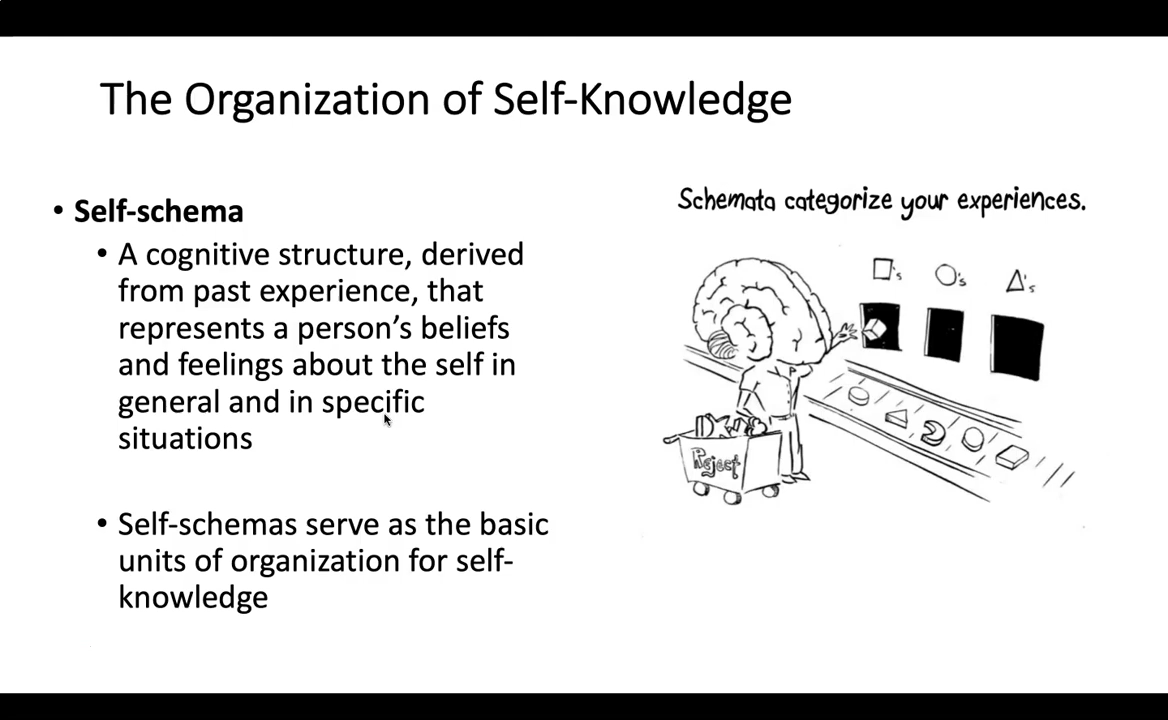 The Organization of Self-Knowledge
• Self-schema
• A cognitive structure, derived
from past experience, that
represents a person’s beliefs
and feelings about the self in
general and in specific
situations
• Self-schemas serve as the basic
units of organization for self-
knowledge
Schemata categorize your experiences.
□'s ○'s △'s
Reject